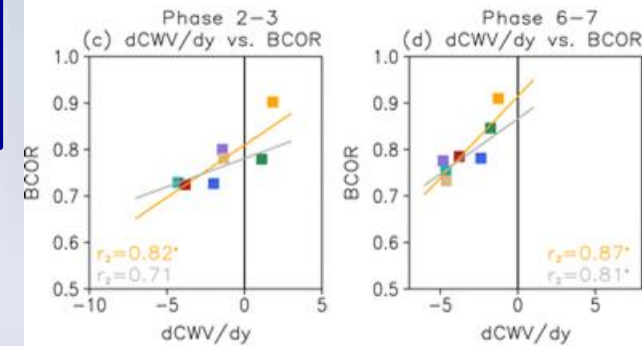 Phase 2-3
(c) dCWV/dy vs. BCOR
1.0
0.9
0.8
0.7
0.6
0.5
BCOR
r₂=0.82*
r₂=0.71
-10 -5 0 5
dCWV/dy
Phase 6-7
(d) dCWV/dy vs. BCOR
1.0
0.9
0.8
0.7
0.6
0.5
BCOR
r₂=0.87*
r₂=0.81*
-5 0 5
dCWV/dy